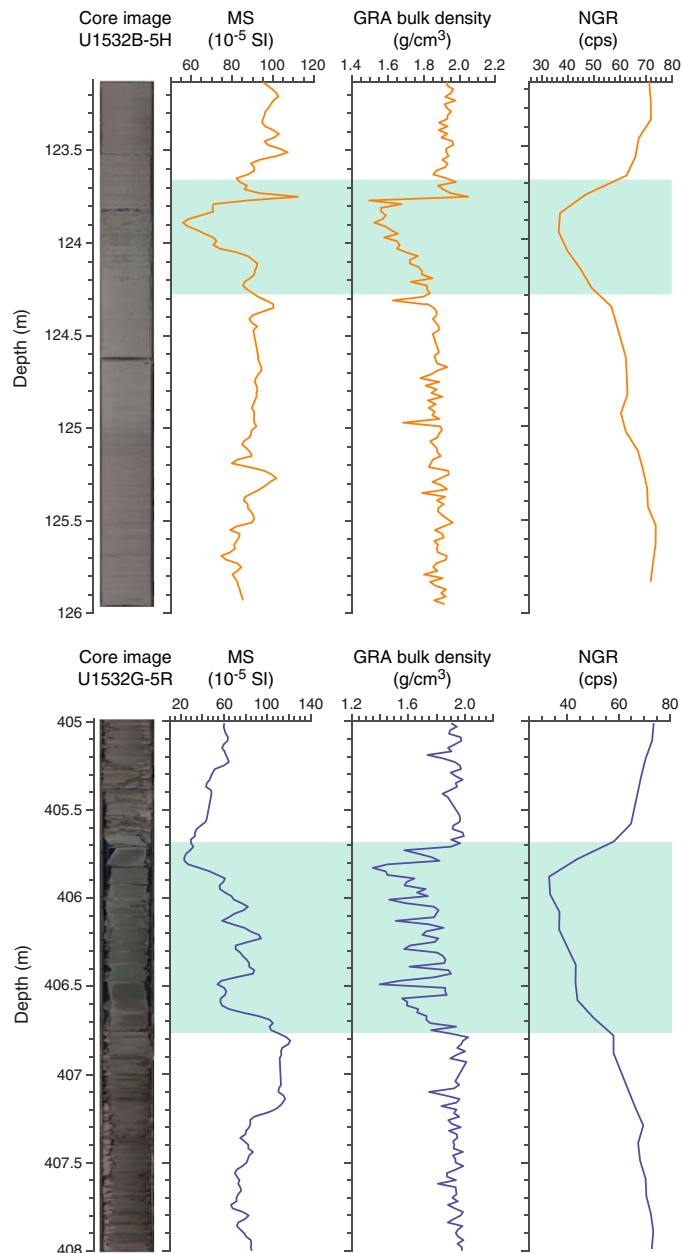 Core image
U1532B-5H
MS
(10-5 SI)
GRA bulk density
(g/cm3)
NGR
(cps)
60 80 100 120
1.4 1.6 1.8 2.0 2.2
30 40 50 60 70 80
123.5
124
124.5
125
125.5
126
Depth (m)
Core image
U1532G-5R
MS
(10-5 SI)
GRA bulk density
(g/cm3)
NGR
(cps)
20 60 100 140
1.2 1.6 2.0
40 60 80
405
405.5
406
406.5
407
407.5
408
Depth (m)